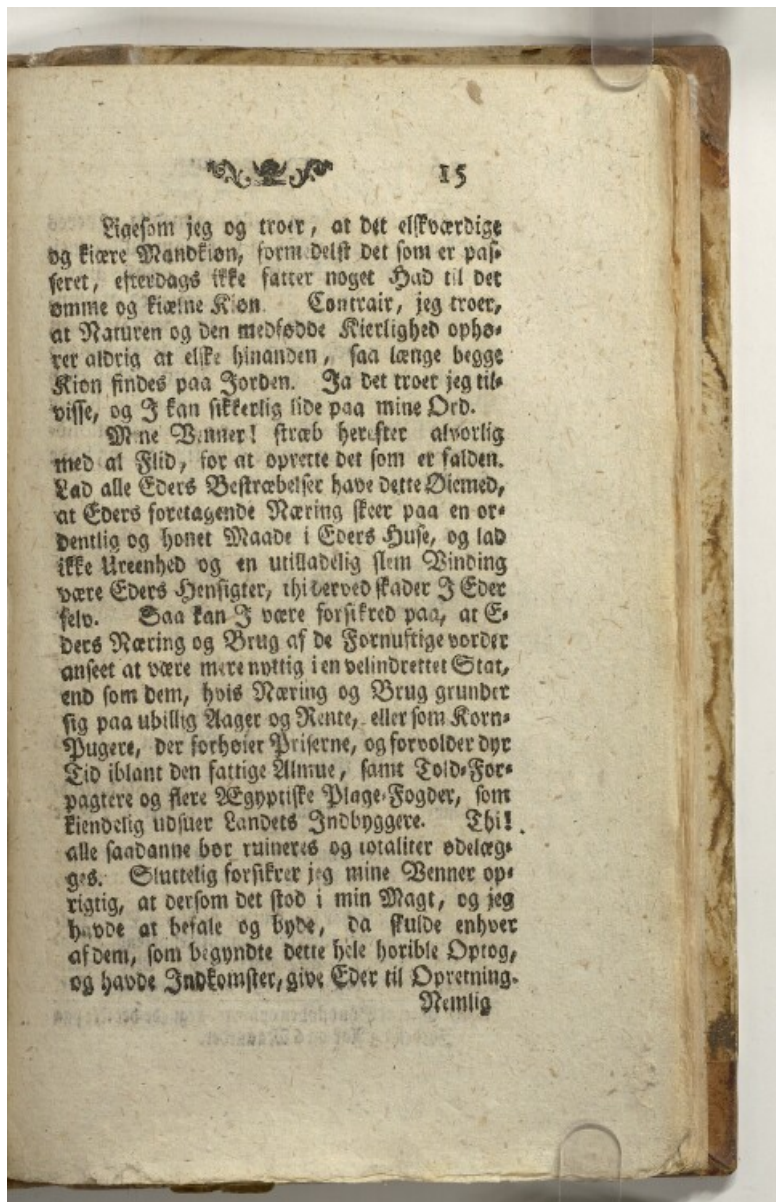 15
Ligesom jeg og troer, at det elskværdige
og kiære Mandkiøn, formedelst det som er pas-
seret, efterdags ikke fatter noget Had til det
ømme og kiælne Kiøn. Contrair, jeg troer,
at Naturen og den medfødde Kierlighed ophø-
rer aldrig at elske hinanden, saa længe begge
Kiøn findes paa Jorden. Ja det troer jeg til-
visse, og I kan sikkerlig lide paa mine Ord.
Mine Venner! stræb herefter alvorlig
med al Flid, for at oprette det som er falden.
Lad alle Eders Bestræbelser have dette Øiemed,
at Eders foretagende Næring skeer paa en or-
dentlig og honet Maade i Eders Huse, og lad
ikke Ureenhed og en utilladelig slem Vinding
være Eders Hensigter, thi derved skader I Eder
selv. Saa kan I være forsikred paa, at E-
ders Næring og Brug af de Fornuftige vorder
anseet at være mere nyttig i en velindrettet Stat,
end som dem, hvis Næring og Brug grunder
sig paa ubillig Aager og Rente, eller som Korn-
Pugere, der forhøier Priserne, og forvolder dyr
Tid iblant den fattige Almue, samt Told-For-
pagtere og flere Ægyptiske Plage-Fogder, som
kiendelig udsuer Landets Indbyggere. Thi!
alle saadanne bør ruineres og totaliter ødelæg-
ges. Sluttelig forsikrer jeg mine Venner op-
rigtig, at dersom det stod i min Magt, og jeg
havde at befale og byde, da skulde enhver
af dem, som begyndte dette hele horible Optog,
og havde Indkomster, give Eder til Opretning.
Nemlig